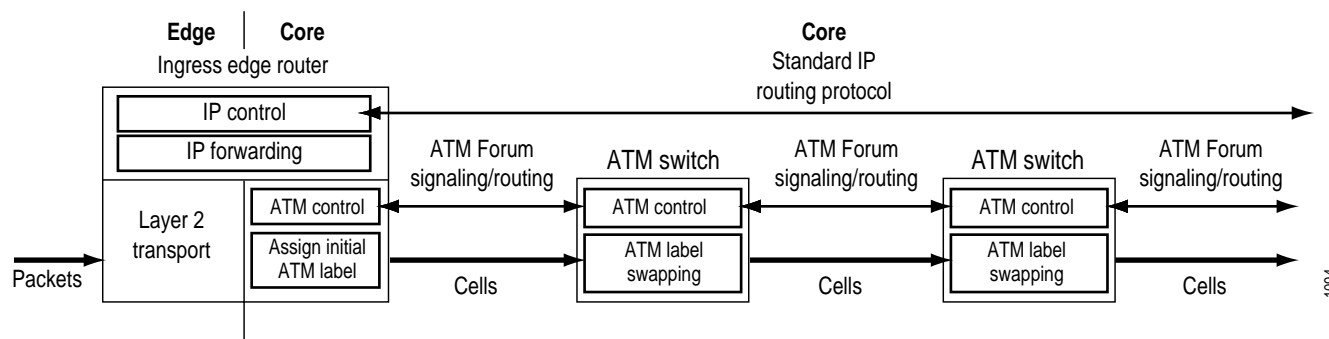 Edge
Core
Core
Ingress edge router
Standard IP
routing protocol
IP control
IP forwarding
ATM Forum
signaling/routing
ATM switch
ATM Forum
signaling/routing
ATM switch
ATM Forum
signaling/routing
Layer 2
transport
ATM control
ATM control
ATM control
Assign initial
ATM label
ATM label
swapping
ATM label
swapping
Packets
Cells
Cells
Cells